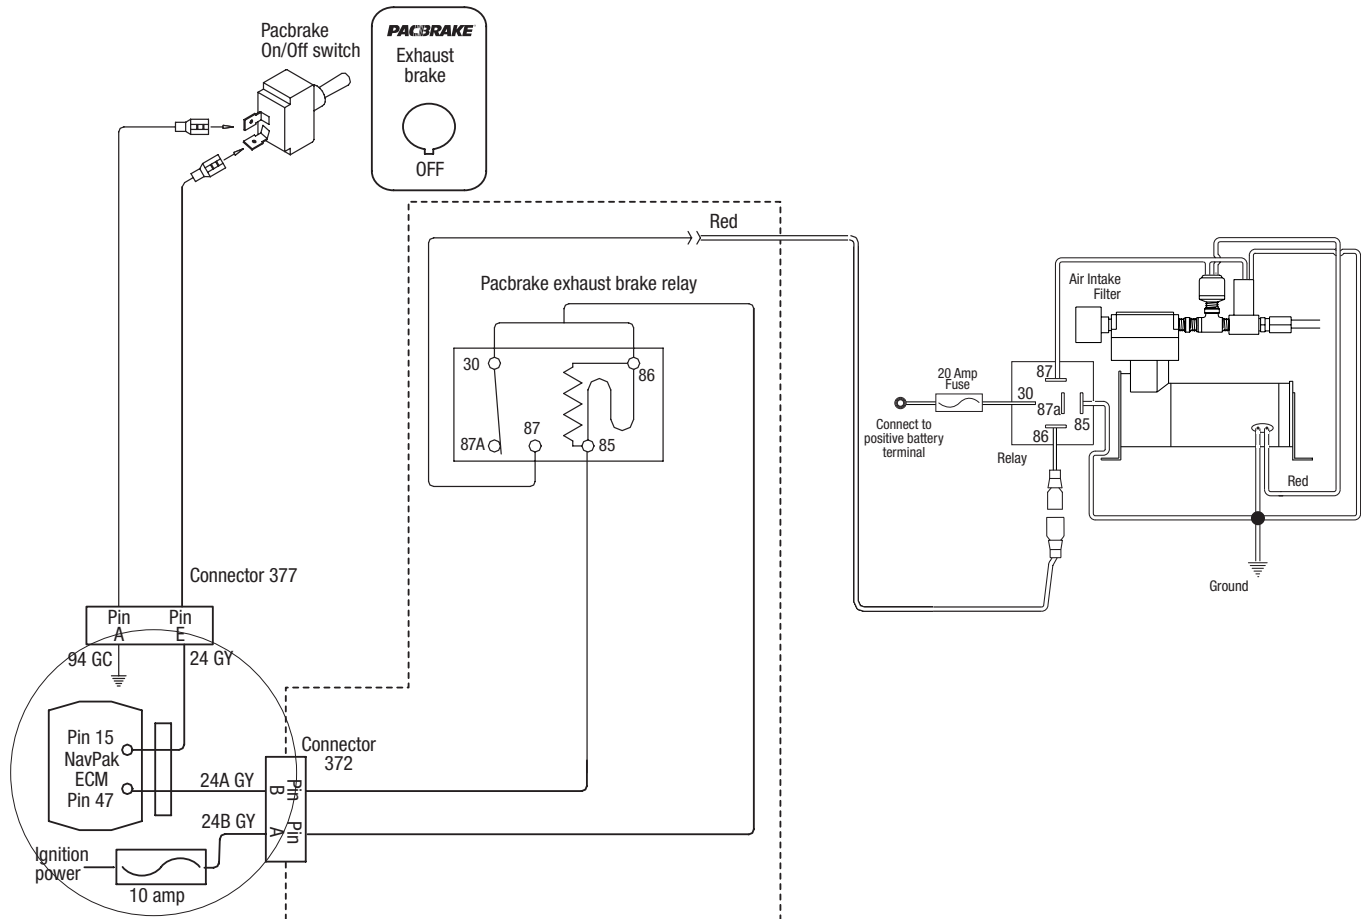 Pacbrake
On/Off switch
PACBRAKE
Exhaust
brake
OFF
Red
Pacbrake exhaust brake relay
30
86
87A
87
85
Air Intake
Filter
20 Amp
Fuse
87
30
87a
85
86
Connect to
positive battery
terminal
Relay
Red
Ground
Connector 377
Pin
A
Pin
E
94 GC
24 GY
Pin 15
NavPak
ECM
Pin 47
Connector
372
24A GY
Pin
B
24B GY
Pin
A
Ignition
power
10 amp